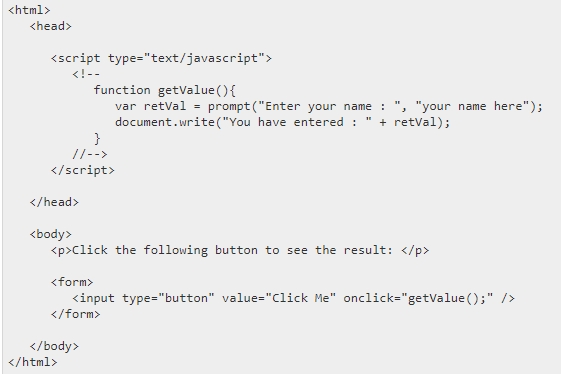 <html>
<head>
<script type="text/javascript">
<!--
function getValue(){
var retVal = prompt("Enter your name : ", "your name here");
document.write("You have entered : " + retVal);
}
//-->
</script>
</head>
<body>
<p>Click the following button to see the result: </p>
<form>
<input type="button" value="Click Me" onclick="getValue();" />
</form>
</body>
</html>